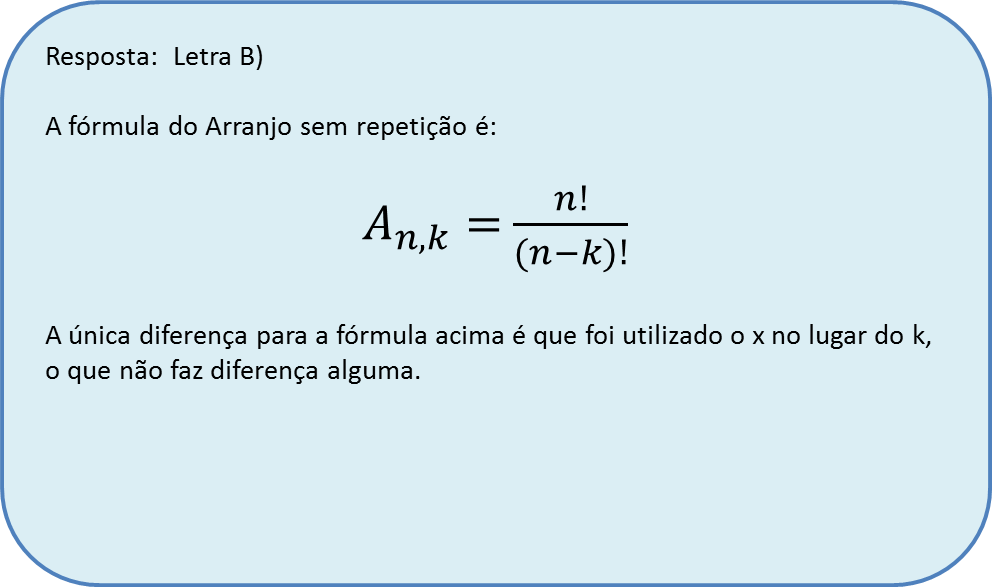 Resposta:  Letra B)
A fórmula do Arranjo sem repetição é:
A_{n,k} = \frac{n!}{(n-k)!}
A única diferença para a fórmula acima é que foi utilizado o x no lugar do k,
o que não faz diferença alguma.